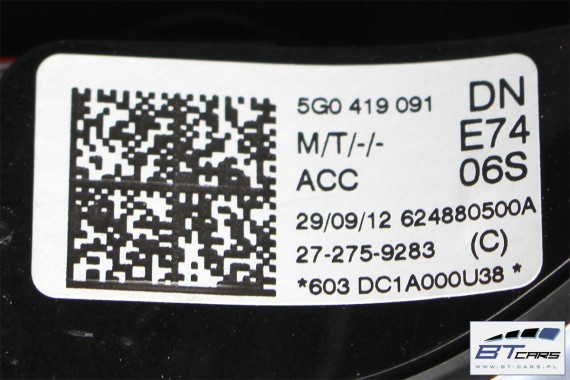 5G0 419 091 DN
M/T/-/- E74
ACC 06S
29/09/12 624880500A
27-275-9283 (C)
*603 DC1A000U38 *
BTCARS
WWW.BT-CARS.PL